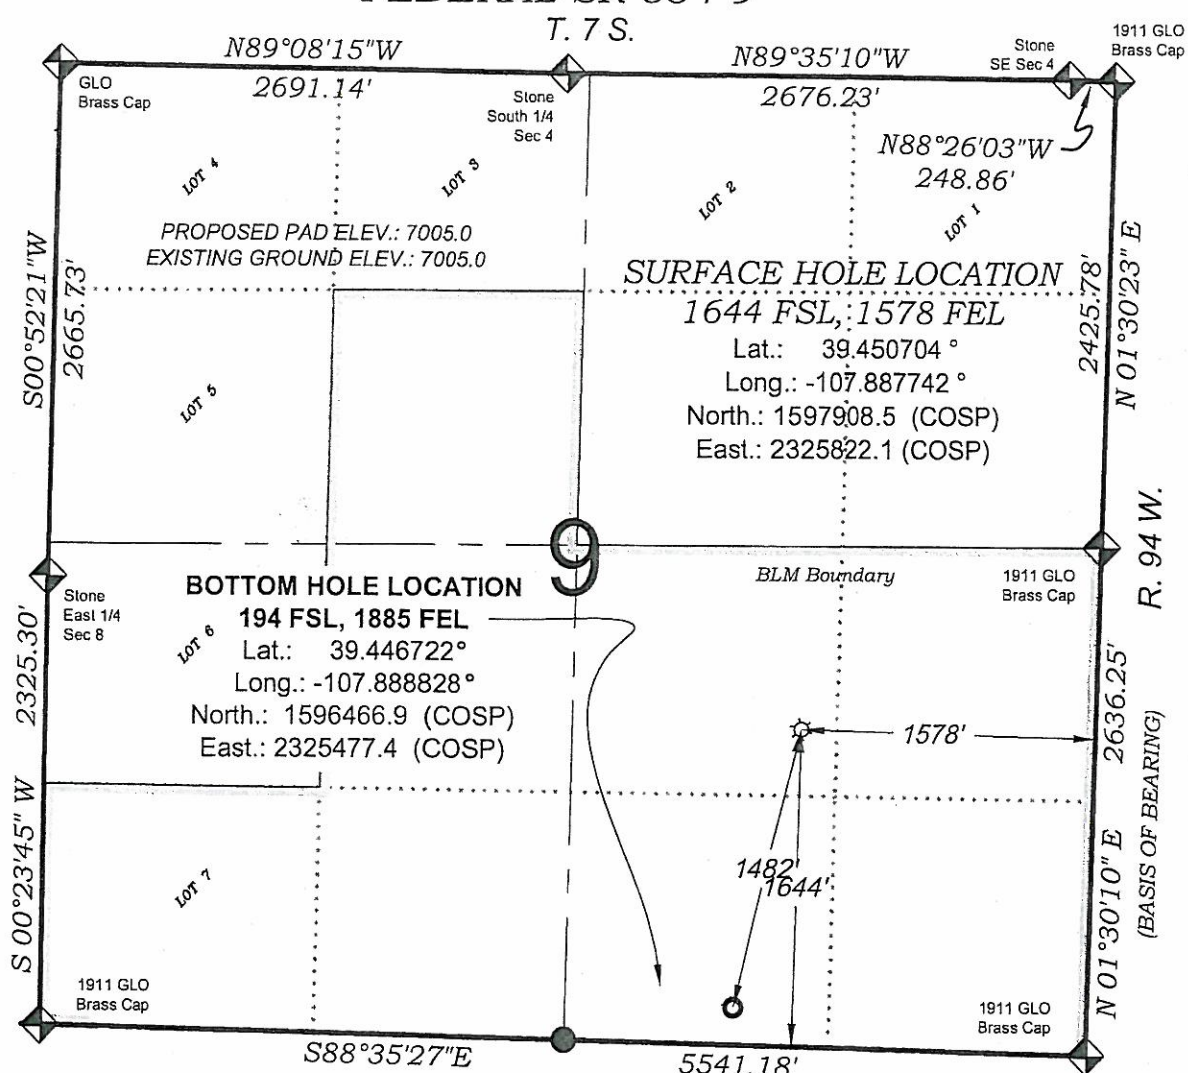 T. 7 S.
N89°08'15"W
2691.14'
N89°35'10"W
2676.23'
Stone
SE Sec 4
1911 GLO
Brass Cap
GLO
Brass Cap
Stone
South 1/4
Sec 4
N88°26'03"W
248.86'
LOT 4
LOT 3
LOT 2
LOT 1
PROPOSED PAD ELEV.: 7005.0
EXISTING GROUND ELEV.: 7005.0
SURFACE HOLE LOCATION
1644 FSL, 1578 FEL
Lat.: 39.450704 °
Long.: -107.887742 °
North.: 1597908.5 (COSP)
East.: 2325822.1 (COSP)
S00°52'21"W
2665.73'
2425.78'
N 01°30'23" E
LOT 5
R. 94 W.
9
BLM Boundary
1911 GLO
Brass Cap
Stone
East 1/4
Sec 8
LOT 6
BOTTOM HOLE LOCATION
194 FSL, 1885 FEL
Lat.: 39.446722°
Long.: -107.888828°
North.: 1596466.9 (COSP)
East.: 2325477.4 (COSP)
2325.30'
S 00°23'45" W
1578'
2636.25'
N 01°30'10" E
(BASIS OF BEARING)
1482'
1644'
LOT 7
1911 GLO
Brass Cap
1911 GLO
Brass Cap
S88°35'27"E
5541.18'